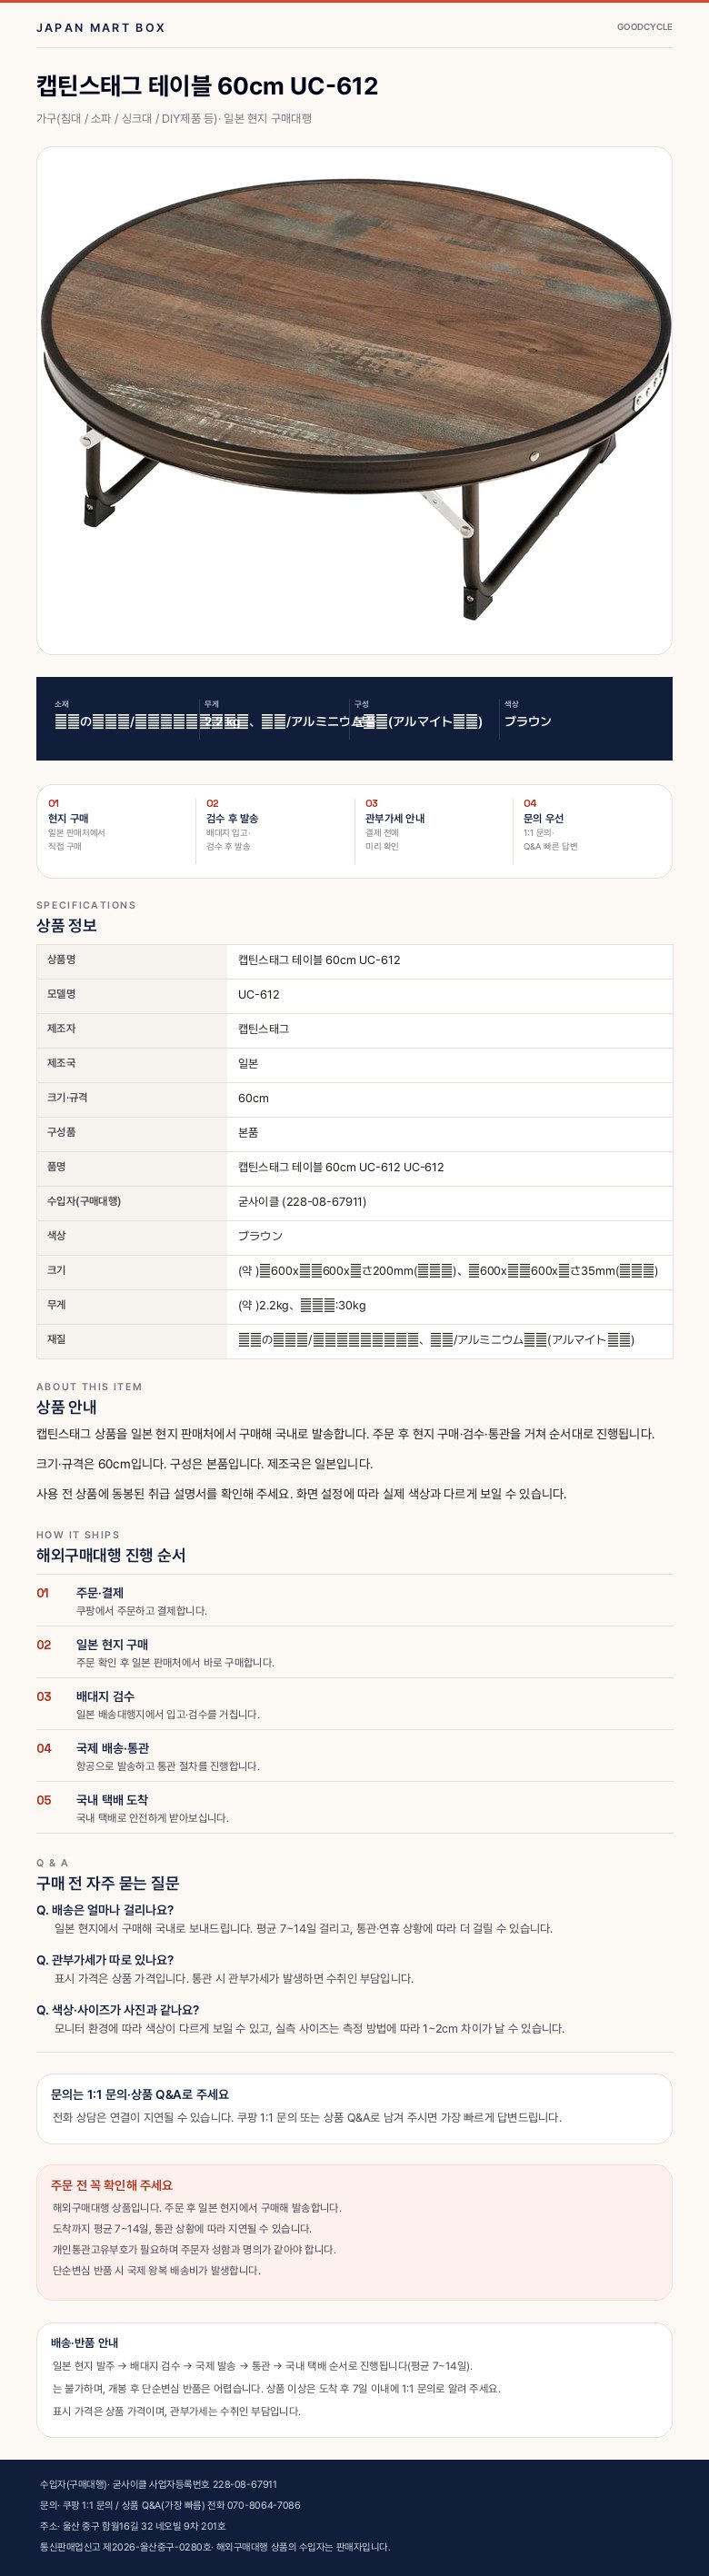 JAPAN MART BOX
GOODCYCLE
캡틴스태그 테이블 60cm UC-612
가구(침대 / 소파 / 싱크대 / DIY제품 등)· 일본 현지 구매대행
소재
무게
구성
색상
ブラウン
01
현지 구매
일본 판매처에서
직접 구매
02
검수 후 발송
배대지 입고·
검수 후 발송
03
관부가세 안내
결제 전에
미리 확인
04
문의 우선
1:1 문의·
Q&A 빠른 답변
SPECIFICATIONS
상품 정보
상품명 캡틴스태그 테이블 60cm UC-612
모델명 UC-612
제조자 캡틴스태그
제조국 일본
크기·규격 60cm
구성품 본품
품명 캡틴스태그 테이블 60cm UC-612 UC-612
수입자(구매대행) 굳사이클 (228-08-67911)
색상 ブラウン
크기 (약 ) 600x 600x さ200mm( )、 600x 600x さ35mm( )
무게 (약 )2.2kg、 :30kg
재질 の / 、 /アルミニウム (アルマイト )
ABOUT THIS ITEM
상품 안내
캡틴스태그 상품을 일본 현지 판매처에서 구매해 국내로 발송합니다. 주문 후 현지 구매·검수·통관을 거쳐 순서대로 진행됩니다.
크기·규격은 60cm입니다. 구성은 본품입니다. 제조국은 일본입니다.
사용 전 상품에 동봉된 취급 설명서를 확인해 주세요. 화면 설정에 따라 실제 색상과 다르게 보일 수 있습니다.
HOW IT SHIPS
해외구매대행 진행 순서
01 주문·결제
쿠팡에서 주문하고 결제합니다.
02 일본 현지 구매
주문 확인 후 일본 판매처에서 바로 구매합니다.
03 배대지 검수
일본 배송대행지에서 입고·검수를 거칩니다.
04 국제 배송·통관
항공으로 발송하고 통관 절차를 진행합니다.
05 국내 택배 도착
국내 택배로 안전하게 받아보십니다.
Q & A
구매 전 자주 묻는 질문
Q. 배송은 얼마나 걸리나요?
일본 현지에서 구매해 국내로 보내드립니다. 평균 7~14일 걸리고, 통관·연휴 상황에 따라 더 걸릴 수 있습니다.
Q. 관부가세가 따로 있나요?
표시 가격은 상품 가격입니다. 통관 시 관부가세가 발생하면 수취인 부담입니다.
Q. 색상·사이즈가 사진과 같나요?
모니터 환경에 따라 색상이 다르게 보일 수 있고, 실측 사이즈는 측정 방법에 따라 1~2cm 차이가 날 수 있습니다.
문의는 1:1 문의·상품 Q&A로 주세요
전화 상담은 연결이 지연될 수 있습니다. 쿠팡 1:1 문의 또는 상품 Q&A로 남겨 주시면 가장 빠르게 답변드립니다.
주문 전 꼭 확인해 주세요
해외구매대행 상품입니다. 주문 후 일본 현지에서 구매해 발송합니다.
도착까지 평균 7~14일, 통관 상황에 따라 지연될 수 있습니다.
개인통관고유부호가 필요하며 주문자 성함과 명의가 같아야 합니다.
단순변심 반품 시 국제 왕복 배송비가 발생합니다.
배송·반품 안내
일본 현지 발주 → 배대지 검수 → 국제 발송 → 통관 → 국내 택배 순서로 진행됩니다(평균 7~14일).
는 불가하며, 개봉 후 단순변심 반품은 어렵습니다. 상품 이상은 도착 후 7일 이내에 1:1 문의로 알려 주세요.
표시 가격은 상품 가격이며, 관부가세는 수취인 부담입니다.
수입자(구매대행)· 굳사이클 사업자등록번호 228-08-67911
문의· 쿠팡 1:1 문의 / 상품 Q&A(가장 빠름) 전화 070-8064-7086
주소· 울산 중구 함월16길 32 네오빌 9차 201호
통신판매업신고 제2026-울산중구-0280호· 해외구매대행 상품의 수입자는 판매자입니다.